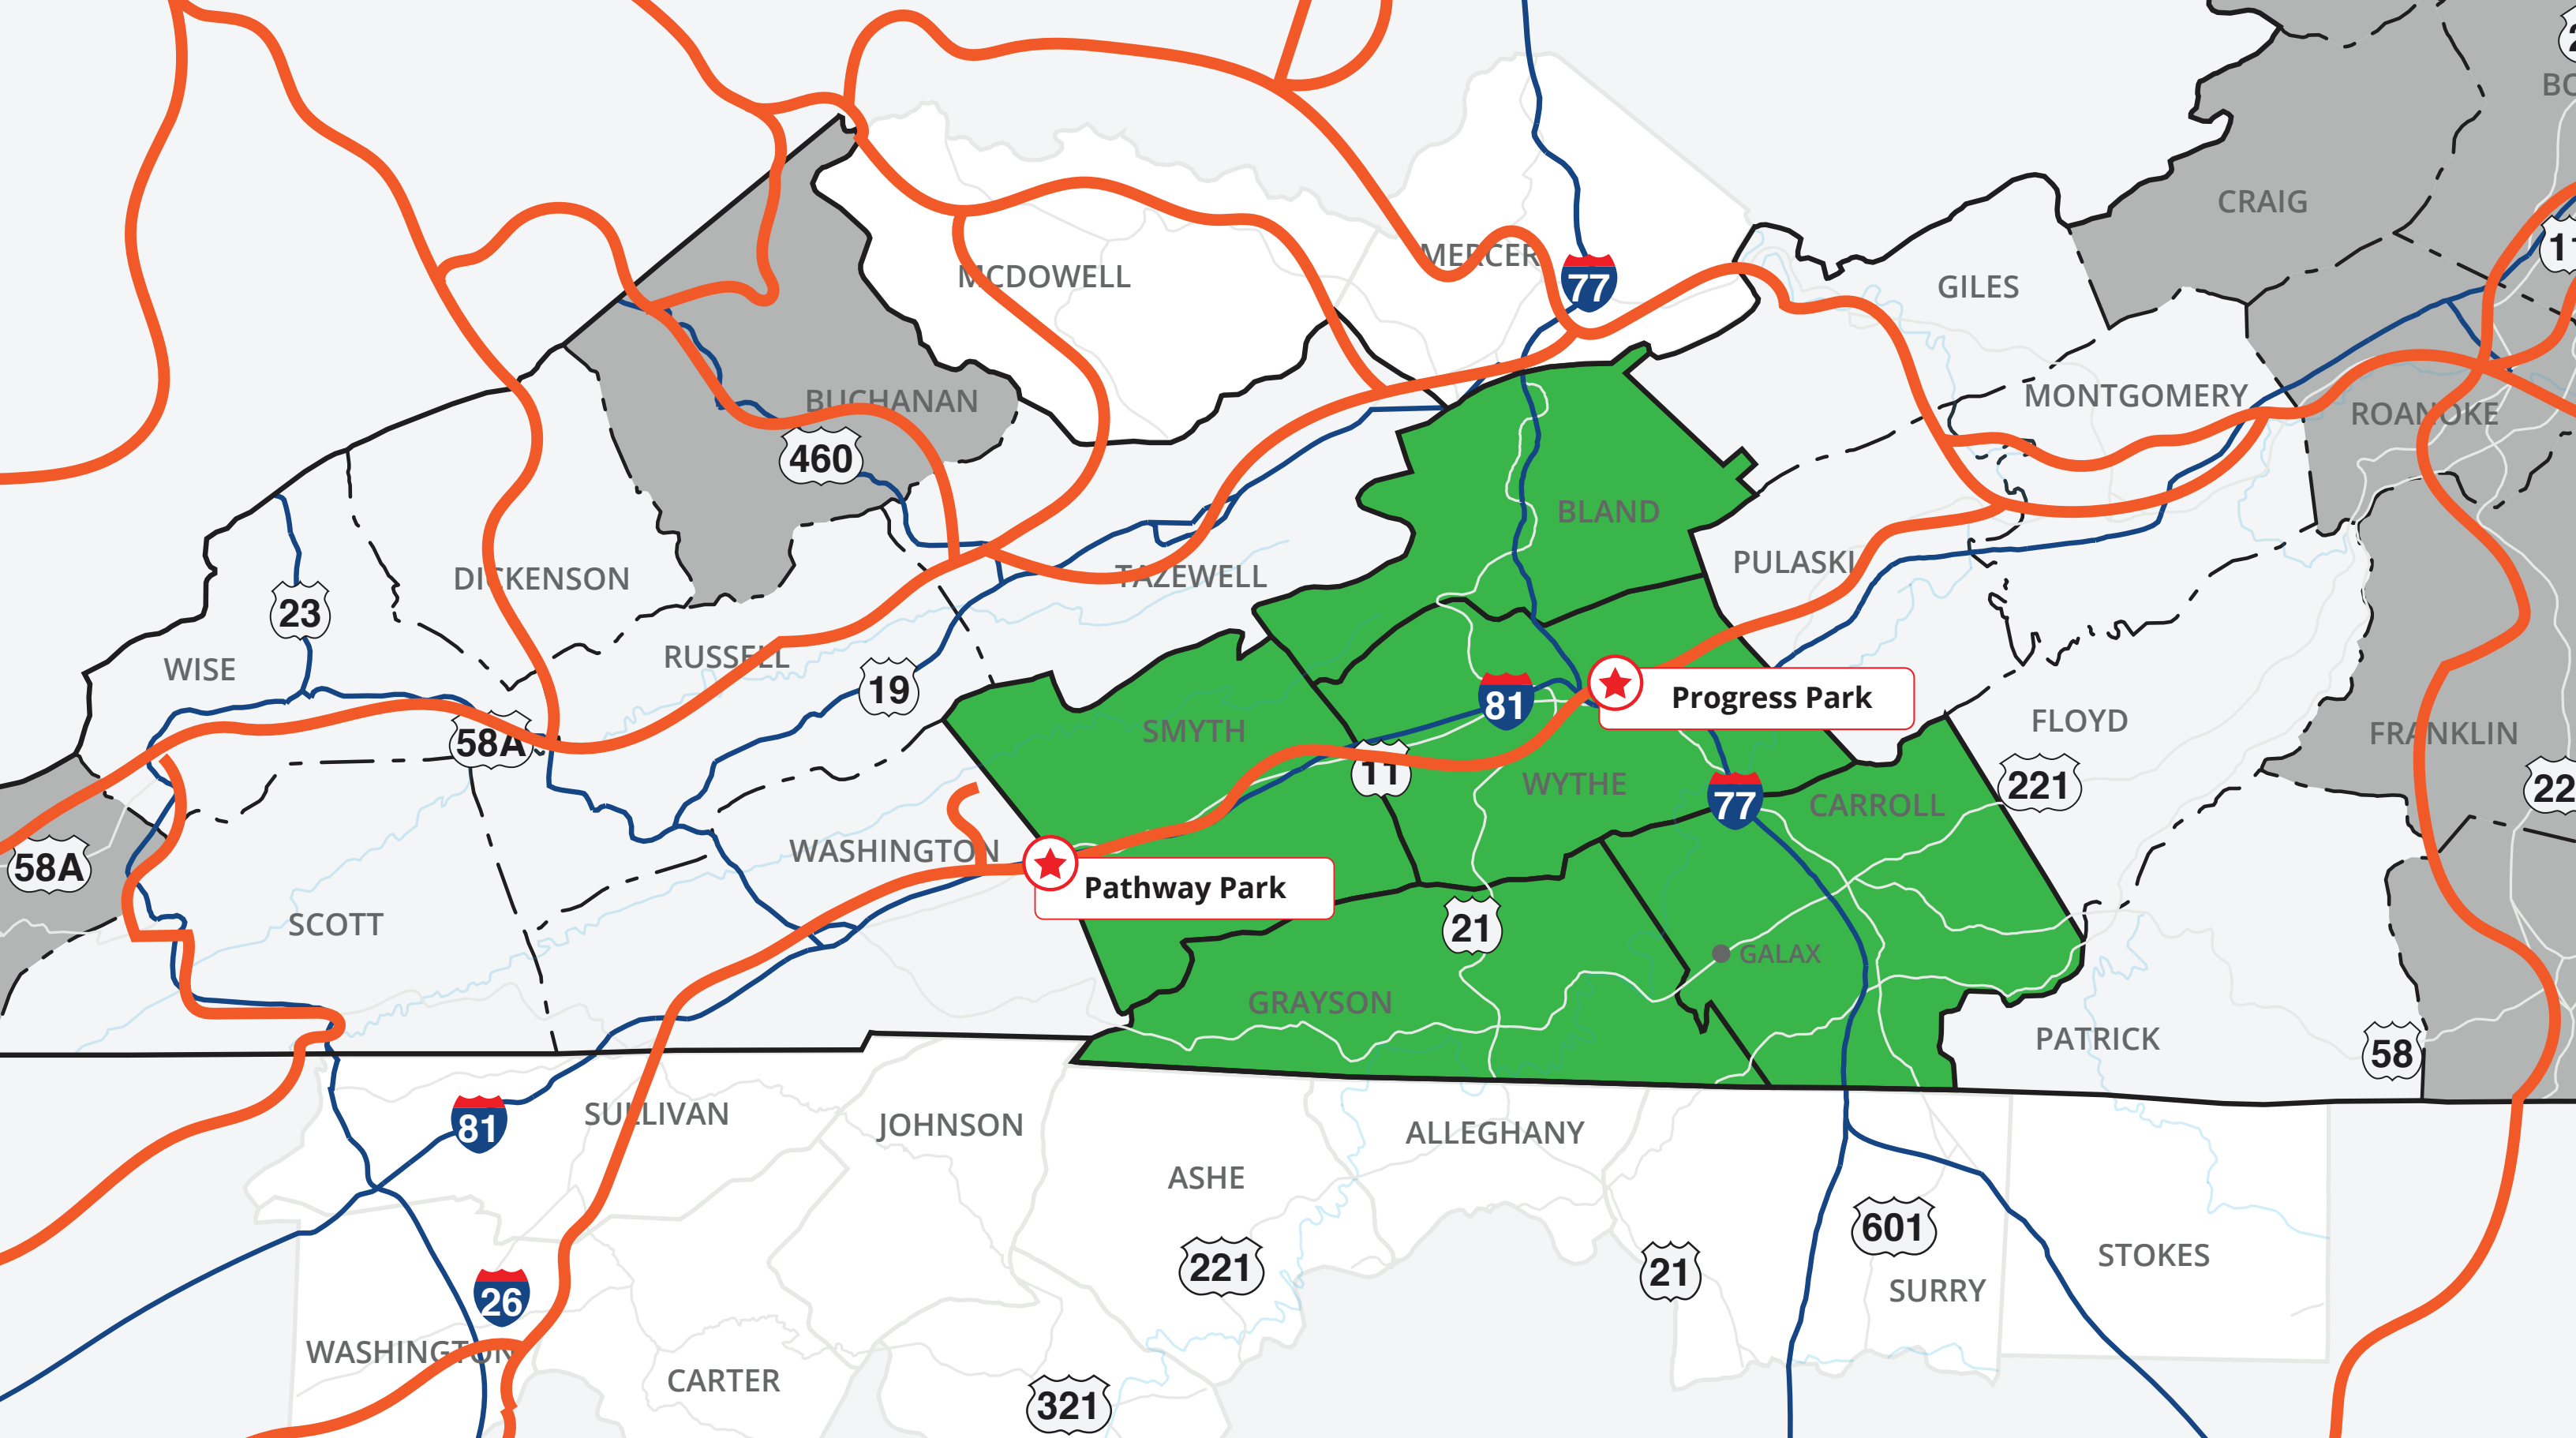 CRAIG
MCDOWELL
MERCER
77
GILES
MONTGOMERY
BUCHANAN
ROANOKE
460
BLAND
PULASKI
DICKENSON
TAZEWELL
23
RUSSELL
WISE
19
81
Progress Park
SMYTH
FLOYD
FRANKLIN
58A
11
WYTHE
221
77
CARROLL
WASHINGTON
58A
Pathway Park
SCOTT
21
GALAX
GRAYSON
PATRICK
58
SULLIVAN
81
JOHNSON
ALLEGHANY
ASHE
601
221
21
STOKES
26
SURRY
WASHINGTON
CARTER
321